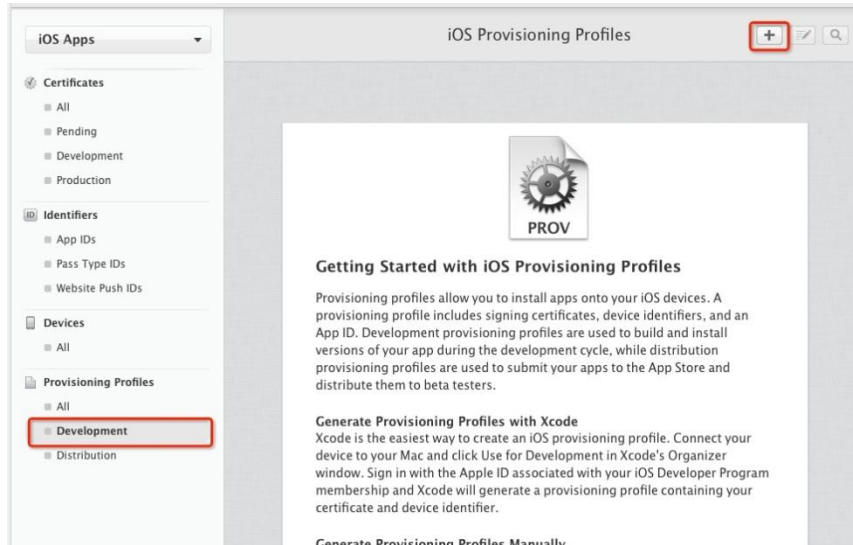 iOS Apps
iOS Provisioning Profiles
Certificates
All
Pending
Development
Production
ID Identifiers
App IDs
Pass Type IDs
Website Push IDs
Devices
All
Provisioning Profiles
All
Development
Distribution
PROV
Getting Started with iOS Provisioning Profiles
Provisioning profiles allow you to install apps onto your iOS devices. A
provisioning profile includes signing certificates, device identifiers, and an
App ID. Development provisioning profiles are used to build and install
versions of your app during the development cycle, while distribution
provisioning profiles are used to submit your apps to the App Store and
distribute them to beta testers.
Generate Provisioning Profiles with Xcode
Xcode is the easiest way to create an iOS provisioning profile. Connect your
device to your Mac and click Use for Development in Xcode's Organizer
window. Sign in with the Apple ID associated with your iOS Developer Program
membership and Xcode will generate a provisioning profile containing your
certificate and device identifier.
Generate Provisioning Profiles Manually